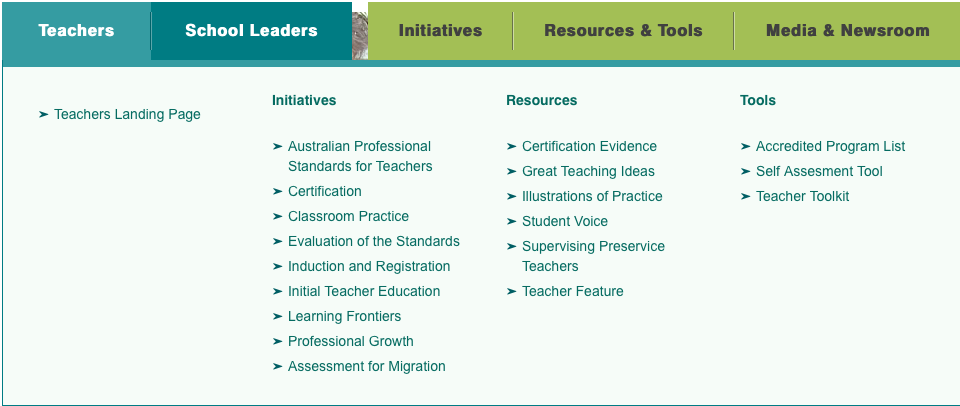 Teachers
School Leaders
Initiatives
Resources & Tools
Media & Newsroom
➢ Teachers Landing Page
Initiatives
➢ Australian Professional
Standards for Teachers
➢ Certification
➢ Classroom Practice
➢ Evaluation of the Standards
➢ Induction and Registration
➢ Initial Teacher Education
➢ Learning Frontiers
➢ Professional Growth
➢ Assessment for Migration
Resources
➢ Certification Evidence
➢ Great Teaching Ideas
➢ Illustrations of Practice
➢ Student Voice
➢ Supervising Preservice
Teachers
➢ Teacher Feature
Tools
➢ Accredited Program List
➢ Self Assesment Tool
➢ Teacher Toolkit